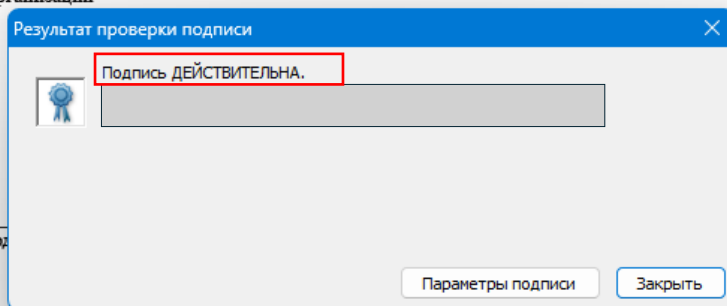 Результат проверки подписи
Подпись ДЕЙСТВИТЕЛЬНА.
Параметры подписи
Закрыть